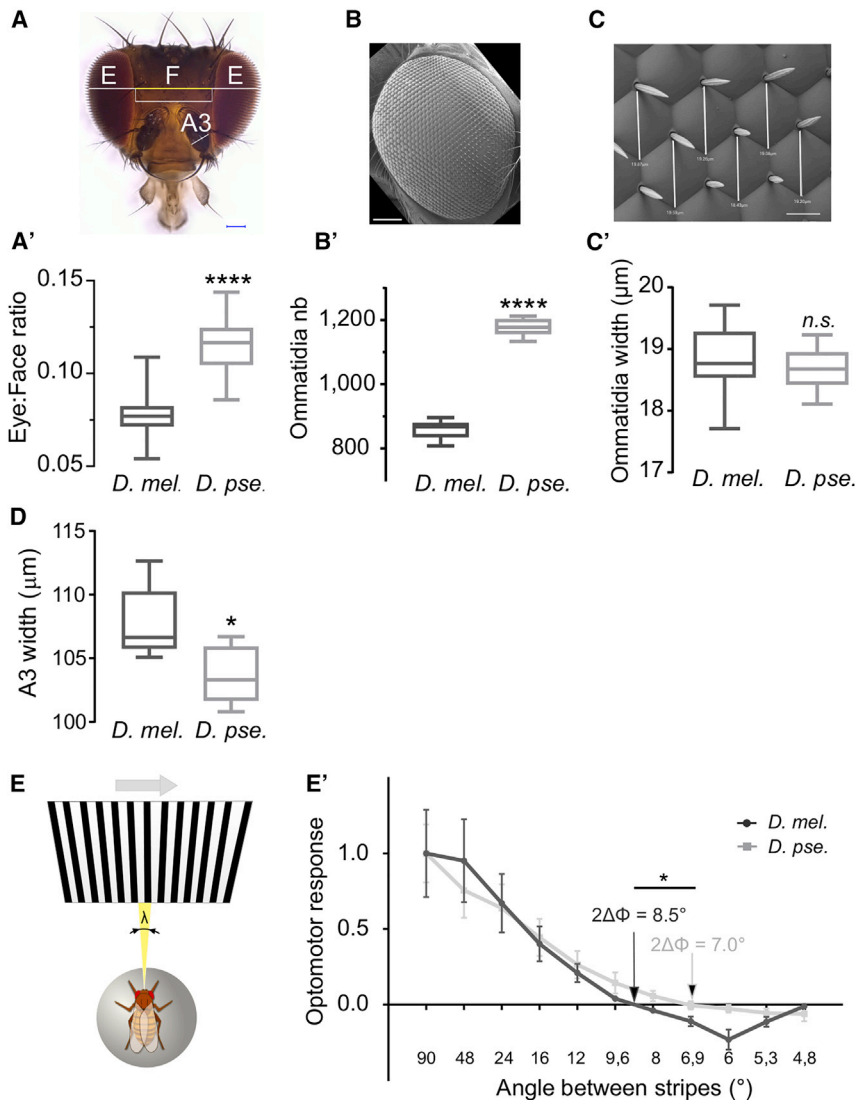 A
B
C
E
F
E
A3
A'
B'
C'
Eye:Face ratio
0.15
0.10
0.05
****
D. mel.
D. pse.
Ommatidia nb
1,200
1,000
800
****
D. mel.
D. pse.
Ommatidia width (μm)
20
19
18
17
n.s.
D. mel.
D. pse.
D
A3 width (μm)
115
110
105
100
*
D. mel.
D. pse.
E
λ
E'
Optomotor response
1.0
0.5
0.0
D. mel.
D. pse.
*
2ΔΦ = 8.5°
2ΔΦ = 7.0°
90 48 24 16 12 9,6 8 6,9 6 5,3 4,8
Angle between stripes (°)